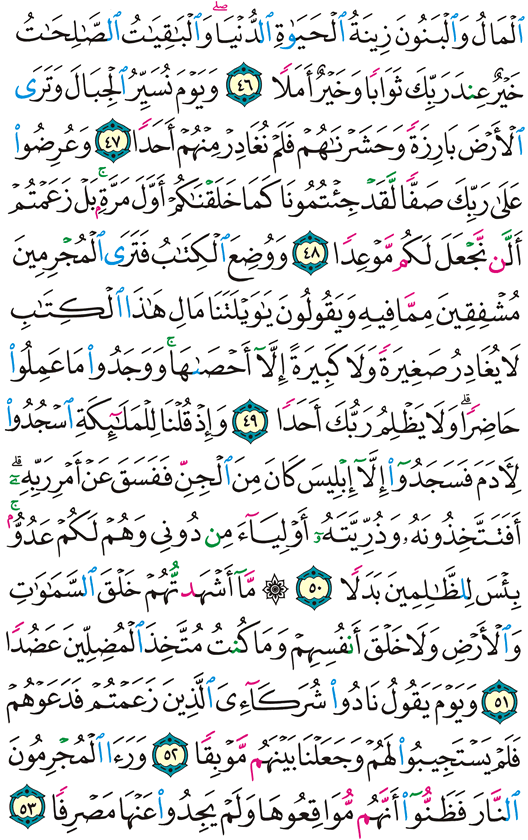 ٱلۡمَالُ وَٱلۡبَنُونَ زِينَةُ ٱلۡحَيَوٰةِ ٱلدُّنۡيَاۖ وَٱلۡبَٰقِيَٰتُ ٱلصَّٰلِحَٰتُ
خَيۡرٌ عِندَ رَبِّكَ ثَوَابٗا وَخَيۡرٌ أَمَلٗا ٤٦ وَيَوۡمَ نُسَيِّرُ ٱلۡجِبَالَ وَتَرَى
ٱلۡأَرۡضَ بَارِزَةٗ وَحَشَرۡنَٰهُمۡ فَلَمۡ نُغَادِرۡ مِنۡهُمۡ أَحَدٗا ٤٧ وَعُرِضُواْ
عَلَىٰ رَبِّكَ صَفّٗا لَّقَدۡ جِئۡتُمُونَا كَمَا خَلَقۡنَٰكُمۡ أَوَّلَ مَرَّةِۭۚ بَلۡ زَعَمۡتُمۡ
أَلَّن نَّجۡعَلَ لَكُم مَّوۡعِدٗا ٤٨ وَوُضِعَ ٱلۡكِتَٰبُ فَتَرَى ٱلۡمُجۡرِمِينَ
مُشۡفِقِينَ مِمَّا فِيهِ وَيَقُولُونَ يَٰوَيۡلَتَنَا مَالِ هَٰذَا ٱلۡكِتَٰبِ
لَا يُغَادِرُ صَغِيرَةٗ وَلَا كَبِيرَةً إِلَّآ أَحۡصَىٰهَاۚ وَوَجَدُواْ مَا عَمِلُواْ
حَاضِرٗاۗ وَلَا يَظۡلِمُ رَبُّكَ أَحَدٗا ٤٩ وَإِذۡ قُلۡنَا لِلۡمَلَٰٓئِكَةِ ٱسۡجُدُواْ
لِأٓدَمَ فَسَجَدُوٓاْ إِلَّآ إِبۡلِيسَ كَانَ مِنَ ٱلۡجِنِّ فَفَسَقَ عَنۡ أَمۡرِ رَبِّهِۦٓۗ
أَفَتَتَّخِذُونَهُۥ وَذُرِّيَّتَهُۥٓ أَوۡلِيَآءَ مِن دُونِي وَهُمۡ لَكُمۡ عَدُوُّۢۚ
بِئۡسَ لِلظَّٰلِمِينَ بَدَلٗا ٥٠ ۞ مَّآ أَشۡهَدتُّهُمۡ خَلۡقَ ٱلسَّمَٰوَٰتِ
وَٱلۡأَرۡضِ وَلَا خَلۡقَ أَنفُسِهِمۡ وَمَا كُنتُ مُتَّخِذَ ٱلۡمُضِلِّينَ عَضُدٗا
٥١ وَيَوۡمَ يَقُولُ نَادُواْ شُرَكَآءِيَ ٱلَّذِينَ زَعَمۡتُمۡ فَدَعَوۡهُمۡ
فَلَمۡ يَسۡتَجِيبُواْ لَهُمۡ وَجَعَلۡنَا بَيۡنَهُم مَّوۡبِقٗا ٥٢ وَرَءَا ٱلۡمُجۡرِمُونَ
ٱلنَّارَ فَظَنُّوٓاْ أَنَّهُم مُّوَاقِعُوهَا وَلَمۡ يَجِدُواْ عَنۡهَا مَصۡرِفٗا ٥٣